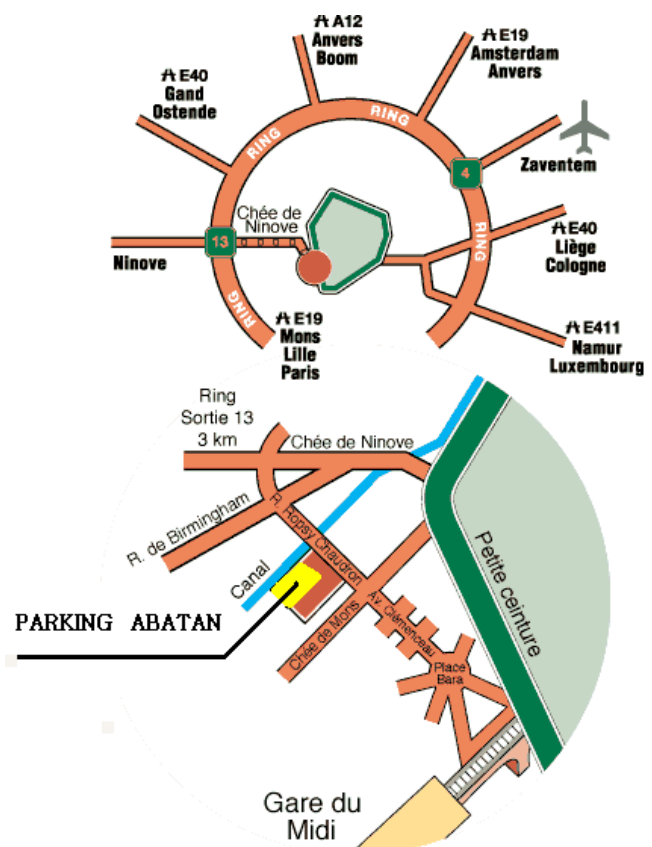 A12
Anvers
Boom
E19
Amsterdam
Anvers
E40
Gand
Ostende
RING
RING
RING
4
Zaventem
Chée de
Ninove
13
Ninove
RING
RING
E40
Liège
Cologne
E19
Mons
Lille
Paris
E411
Namur
Luxembourg
Ring
Sortie 13
3 km
Chée de Ninove
R. de Birmingham
R. Ropsy Chaudron
Canal
Petite ceinture
PARKING ABATAN
Chée de Mons
Av. Clémenceau
Place
Bara
Gare du
Midi